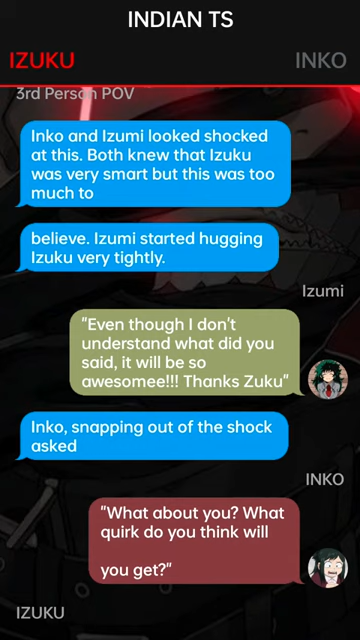 INDIAN TS
IZUKU
INKO
3rd Person POV
Inko and Izumi looked shocked
at this. Both knew that Izuku
was very smart but this was too
much to
believe. Izumi started hugging
Izuku very tightly.
Izumi
"Even though I don't
understand what did you
said, it will be so
awesomee!!! Thanks Zuku"
Inko, snapping out of the shock
asked
INKO
"What about you? What
quirk do you think will
you get?"
IZUKU